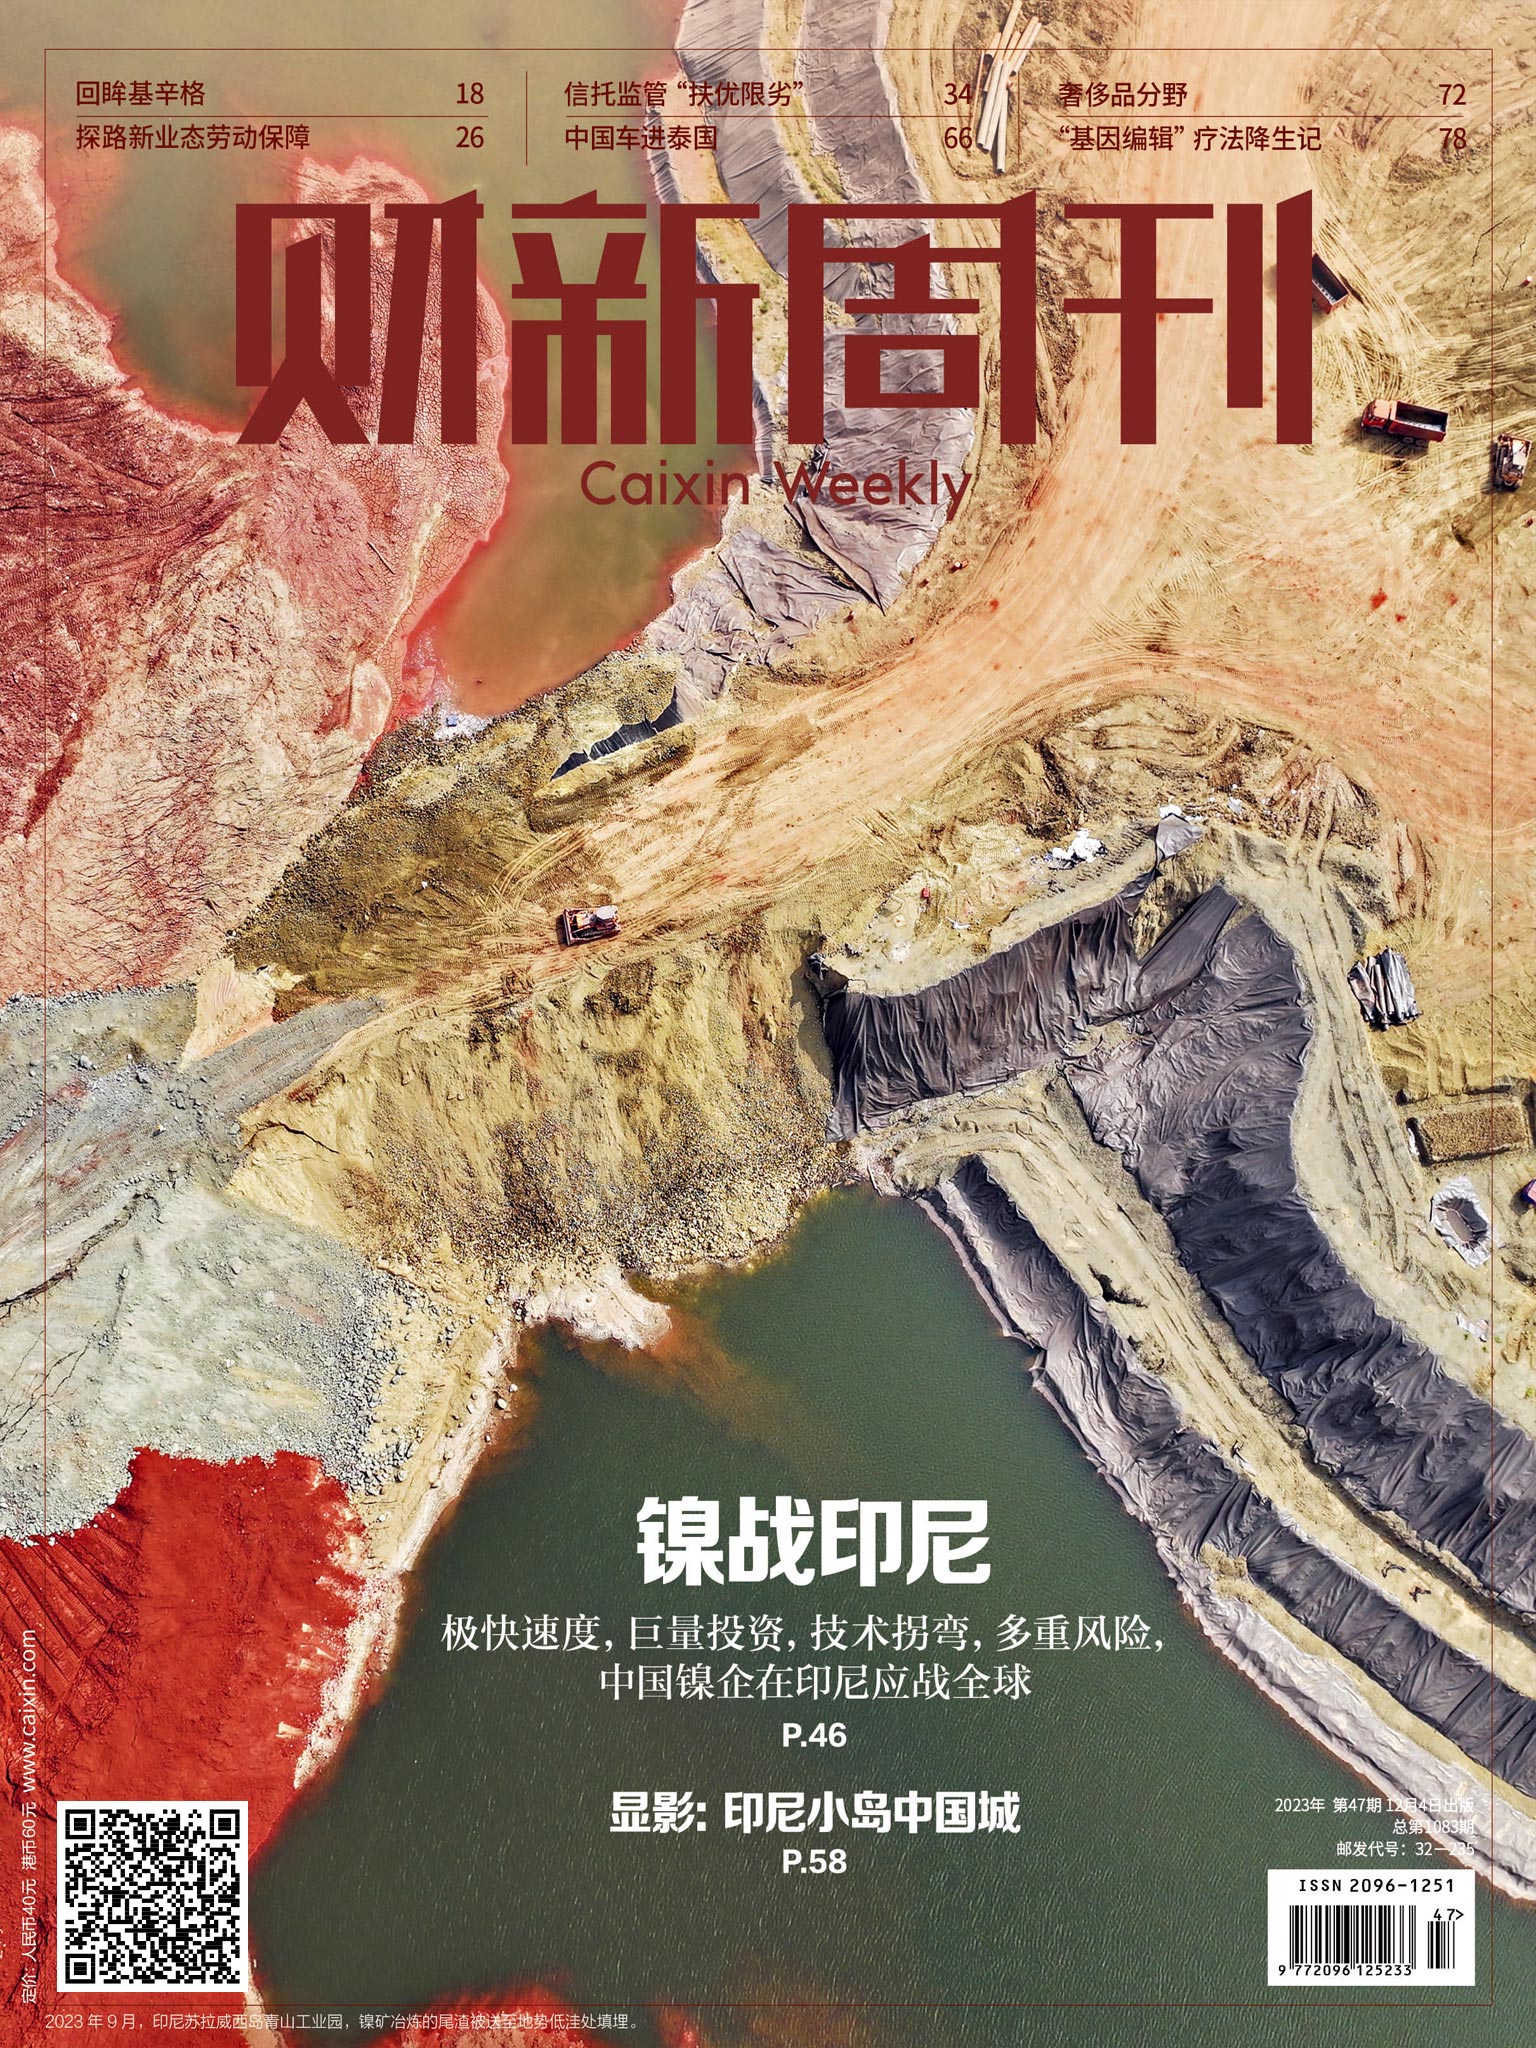 回眸基辛格 18
探路新业态劳动保障 26
信托监管“扶优限劣” 34
中国车进泰国 66
奢侈品分野 72
“基因编辑”疗法降生记 78
财新周刊
Caixin Weekly
镍战印尼
极快速度，巨量投资，技术拐弯，多重风险，
中国镍企在印尼应战全球
P.46
显影：印尼小岛中国城
P.58
2023年 第47期 12月4日出版
总第1083期
邮发代号：32－235
ISSN 2096-1251
47>
9 772096 125233
定价：人民币40元 港币60元 www.caixin.com
2023 年 9 月，印尼苏拉威西岛青山工业园，镍矿冶炼的尾渣被送至地势低洼处填埋。